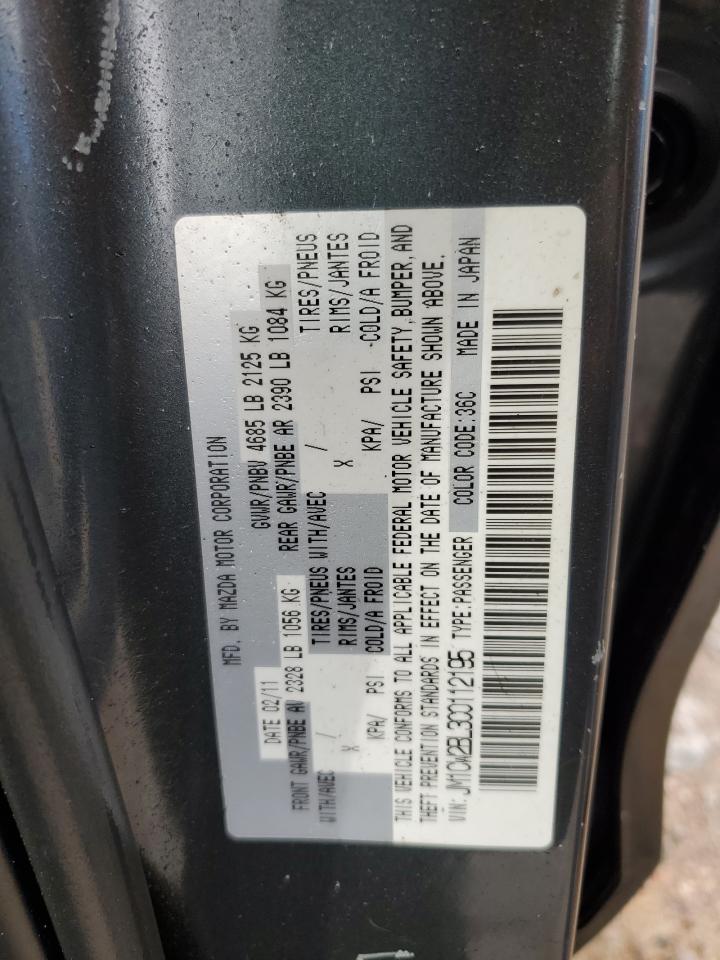 MFD. BY MAZDA MOTOR CORPORATION
DATE 02/11 GVWR/PNBV 4685 LB 2125 KG
FRONT GAWR/PNBE AV 2328 LB 1056 KG REAR GAWR/PNBE AR 2390 LB 1084 KG
WITH/AVEC / TIRES/PNEUS WITH/AVEC / TIRES/PNEUS
X RIMS/JANTES X RIMS/JANTES
KPA/ PSI COLD/A FROID KPA/ PSI -COLD/A FROID
THIS VEHICLE CONFORMS TO ALL APPLICABLE FEDERAL MOTOR VEHICLE SAFETY, BUMPER, AND
THEFT PREVENTION STANDARDS IN EFFECT ON THE DATE OF MANUFACTURE SHOWN ABOVE.
VIN: JM1CW2BL3C0112195 TYPE:PASSENGER COLOR CODE:36C MADE IN JAPAN